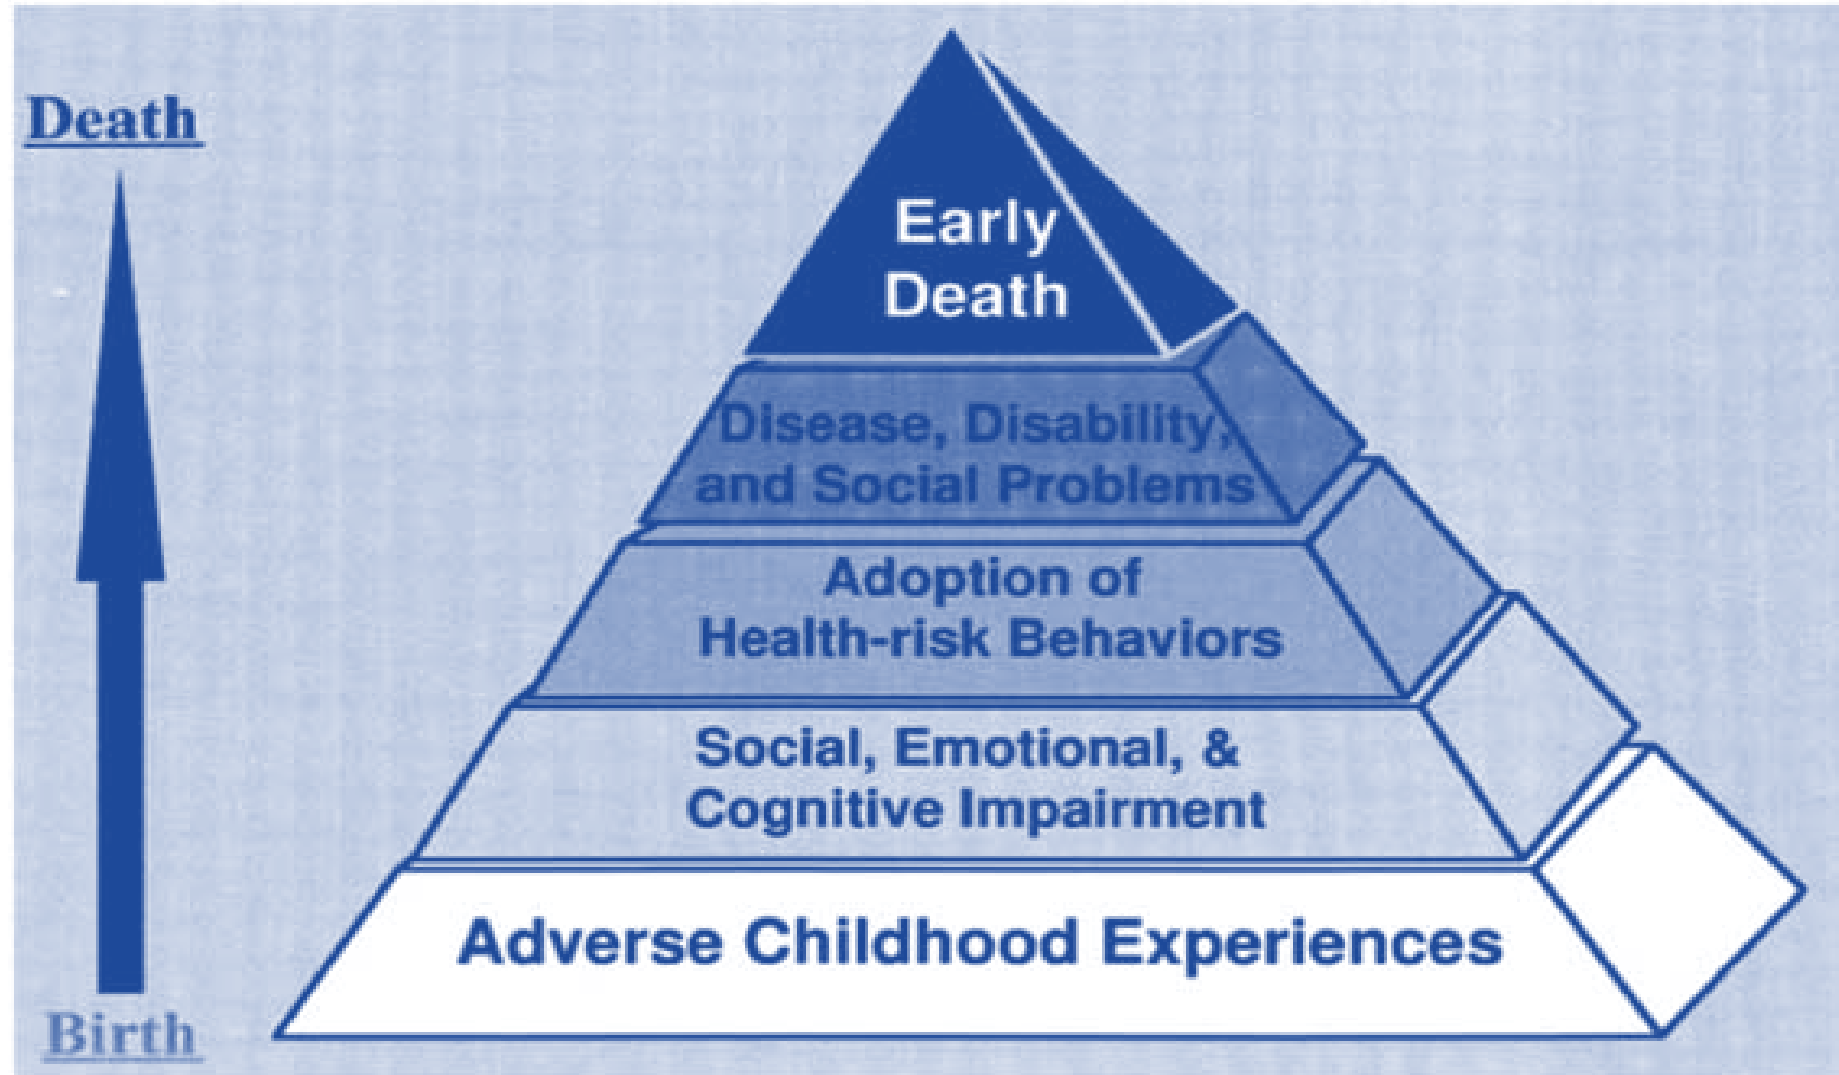 Death
Early
Death
Disease, Disability,
and Social Problems
Adoption of
Health-risk Behaviors
Social, Emotional, &
Cognitive Impairment
Adverse Childhood Experiences
Birth